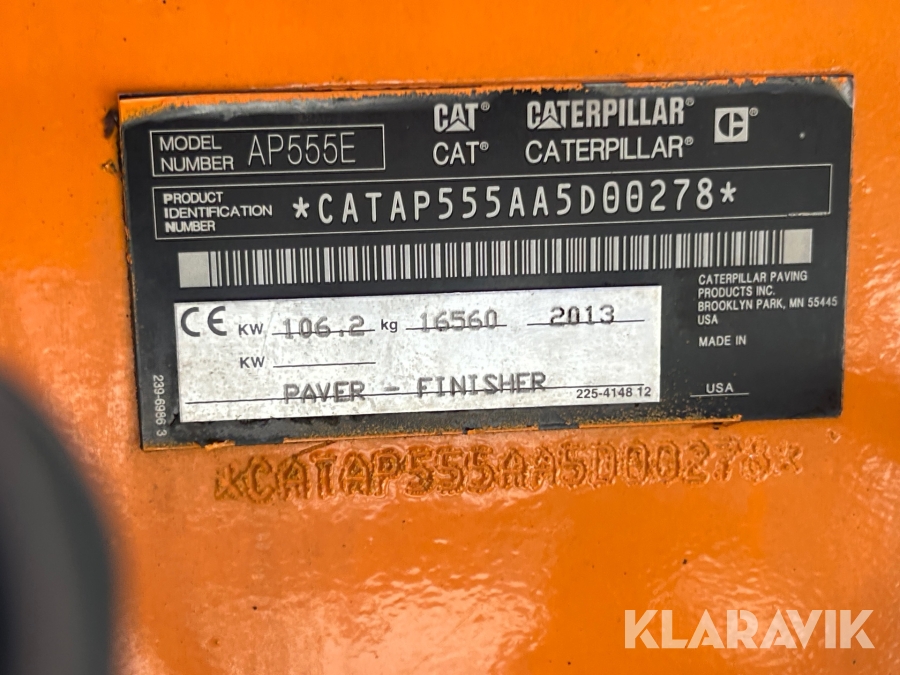 MODEL NUMBER AP555E
CAT® CATERPILLAR®
CAT® CATERPILLAR®
PRODUCT IDENTIFICATION NUMBER *CATAP555AA5D00278*
CATERPILLAR PAVING
PRODUCTS INC.
BROOKLYN PARK, MN 55445
USA
MADE IN
USA
CE KW 106.2 kg 16560 2013
KW
PAVER - FINISHER
225-4148 12
239-6986 3
*CATAP555AA5D00278*
KLARAVIK